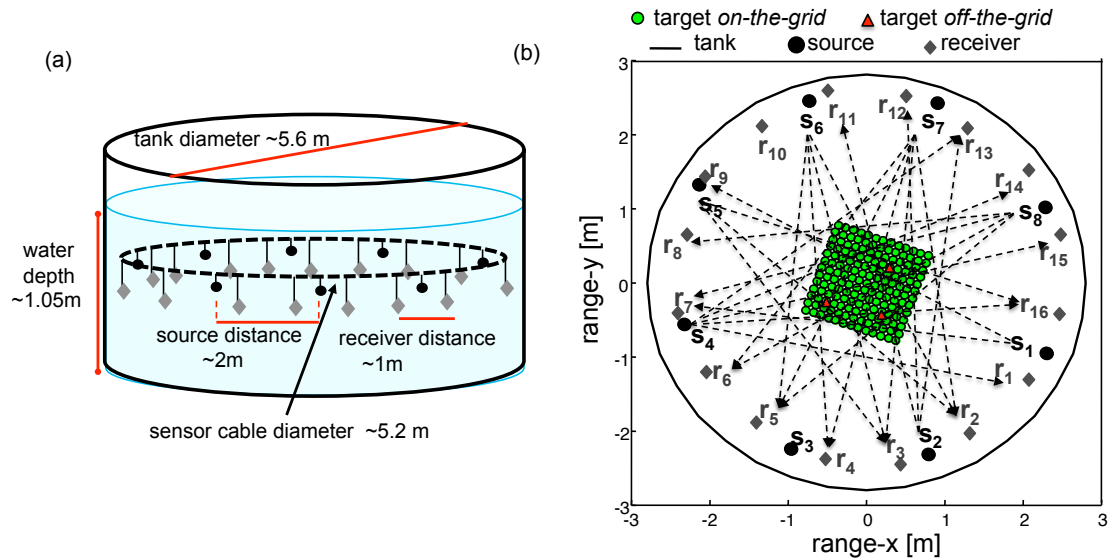 (a)
tank diameter ~5.6 m
water
depth
~1.05m
source distance
~2m
receiver distance
~1m
sensor cable diameter ~5.2 m
(b)
target on-the-grid
target off-the-grid
tank
source
receiver
3
2
1
0
-1
-2
-3
range-y [m]
r11
r12
s6
s7
r10
r13
r9
r14
s5
s8
r8
r15
r7
r16
s4
s1
r6
r1
r5
r2
s3
s2
r4
r3
-3
-2
-1
0
1
2
3
range-x [m]